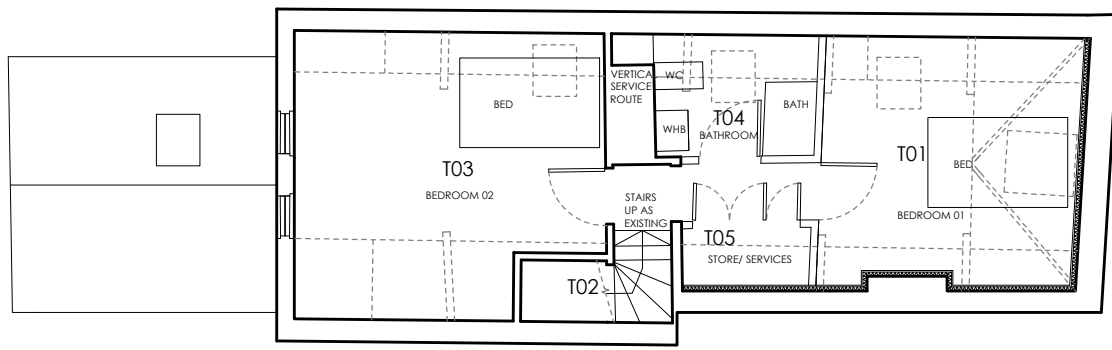 BED
VERTICA
SERVICE
ROUTE
WC
BATH
WHB
T04
BATHROOM
T03
BEDROOM 02
T01
BED
BEDROOM 01
STAIRS
UP AS
EXISTING
T05
STORE/ SERVICES
T02